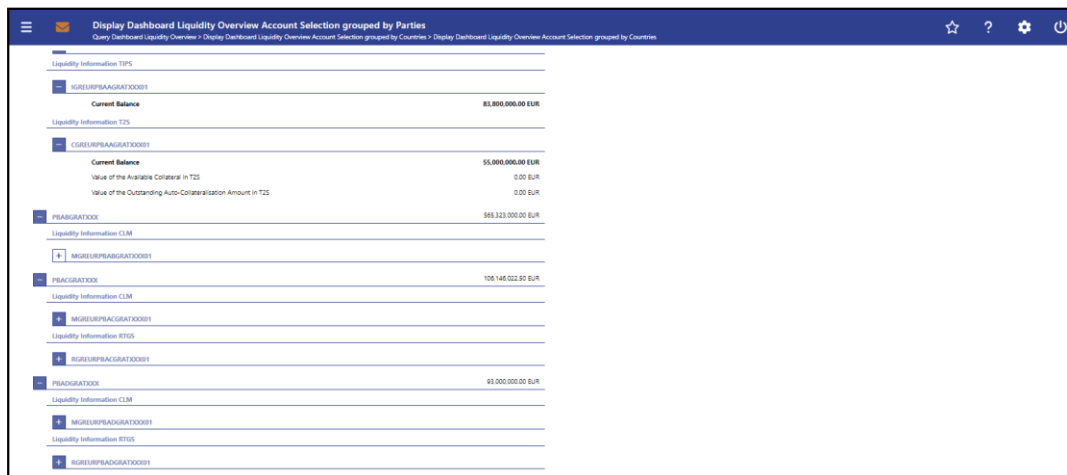 Display Dashboard Liquidity Overview Account Selection grouped by Parties
Query Dashboard Liquidity Overview > Display Dashboard Liquidity Overview Account Selection grouped by Countries > Display Dashboard Liquidity Overview Account Selection grouped by Countries
Liquidity Information TIPS
IGREURPBAAGRATXXX01
Current Balance 83,800,000.00 EUR
Liquidity Information T2S
CGREURPBAAGRATXXX01
Current Balance 55,000,000.00 EUR
Value of the Available Collateral in T2S 0.00 EUR
Value of the Outstanding Auto-Collateralisation Amount in T2S 0.00 EUR
PBABGRATXXX 565,323,000.00 EUR
Liquidity Information CLM
MGREURPBABGRATXXX01
PBACGRATXXX 106,146,022.50 EUR
Liquidity Information CLM
MGREURPBACGRATXXX01
Liquidity Information RTGS
RGREURPBACGRATXXX01
PBADGRATXXX 93,000,000.00 EUR
Liquidity Information CLM
MGREURPBADGRATXXX01
Liquidity Information RTGS
RGREURPBADGRATXXX01